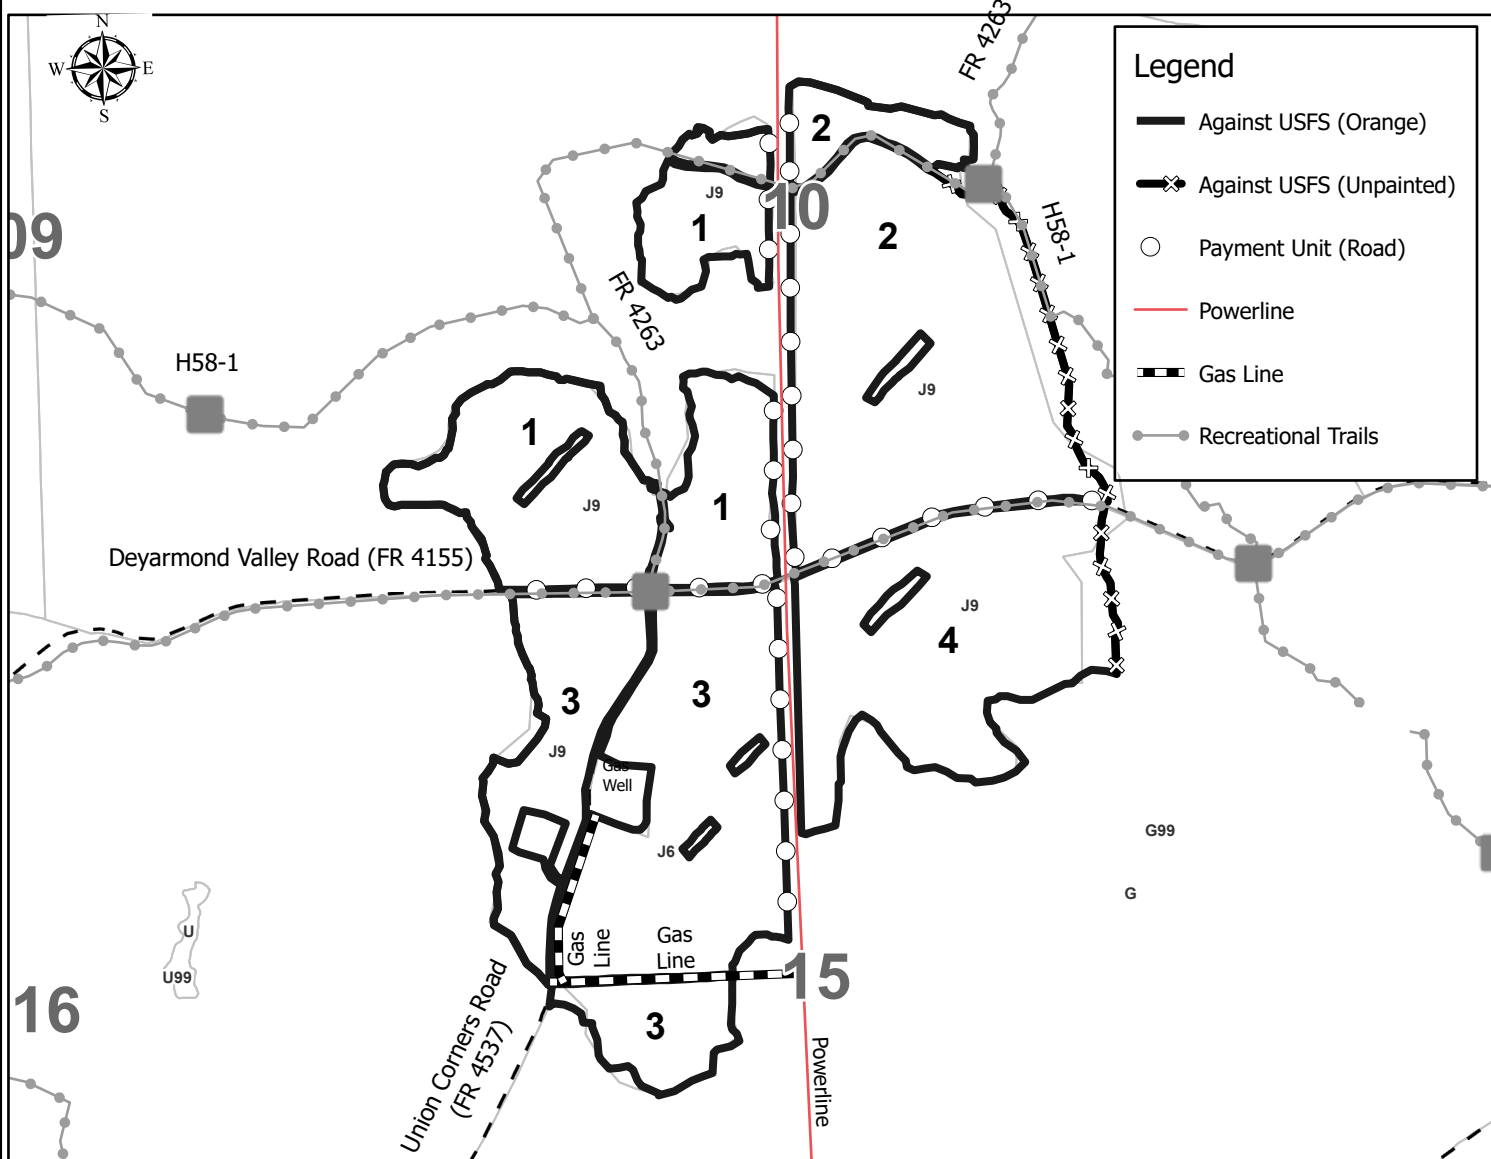 N
W E
S
FR 4263
Legend
Against USFS (Orange)
Against USFS (Unpainted)
Payment Unit (Road)
Powerline
Gas Line
Recreational Trails
2
J9
10
09
1
2
H58-1
FR 4263
H58-1
J9
1
J9
1
Deyarmond Valley Road (FR 4155)
J9
4
3
3
J9
Gas
Well
J6
G99
G
U
U99
Gas
Line
Gas
Line
15
16
3
Union Corners Road
(FR 4537)
Powerline